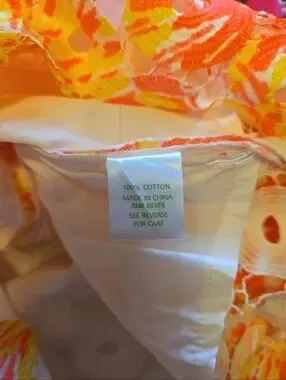 100% COTTON
MADE IN CHINA
RN# 88189
SEE REVERSE
FOR CARE